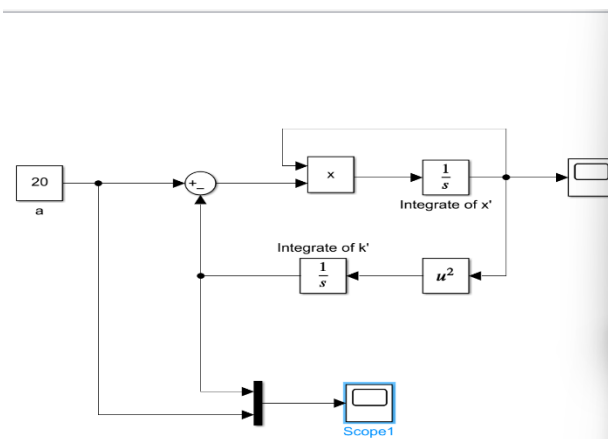 20
a
+
−
x
1
s
Integrate of x'
Integrate of k'
1
s
u²
Scope1